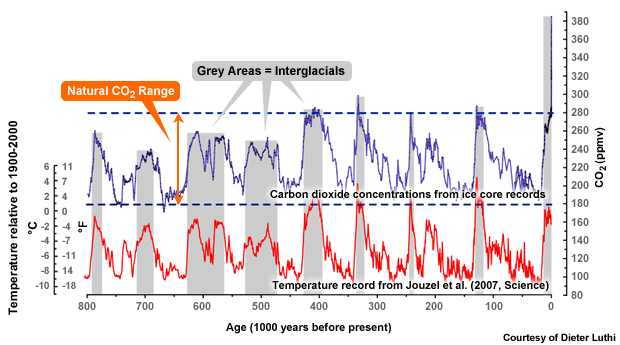 Grey Areas = Interglacials
Natural CO₂ Range
Temperature relative to 1900-2000
°C
°F
6 11
4 7
2 4
0 0
-2 -4
-4 -7
-6 11
-8 14
-10 -18
380
360
340
320
300
280
260
240
220
200
180
160
140
120
100
80
CO₂ (ppmv)
Carbon dioxide concentrations from ice core records
Temperature record from Jouzel et al. (2007, Science)
800 700 600 500 400 300 200 100 0
Age (1000 years before present)
Courtesy of Dieter Luthi